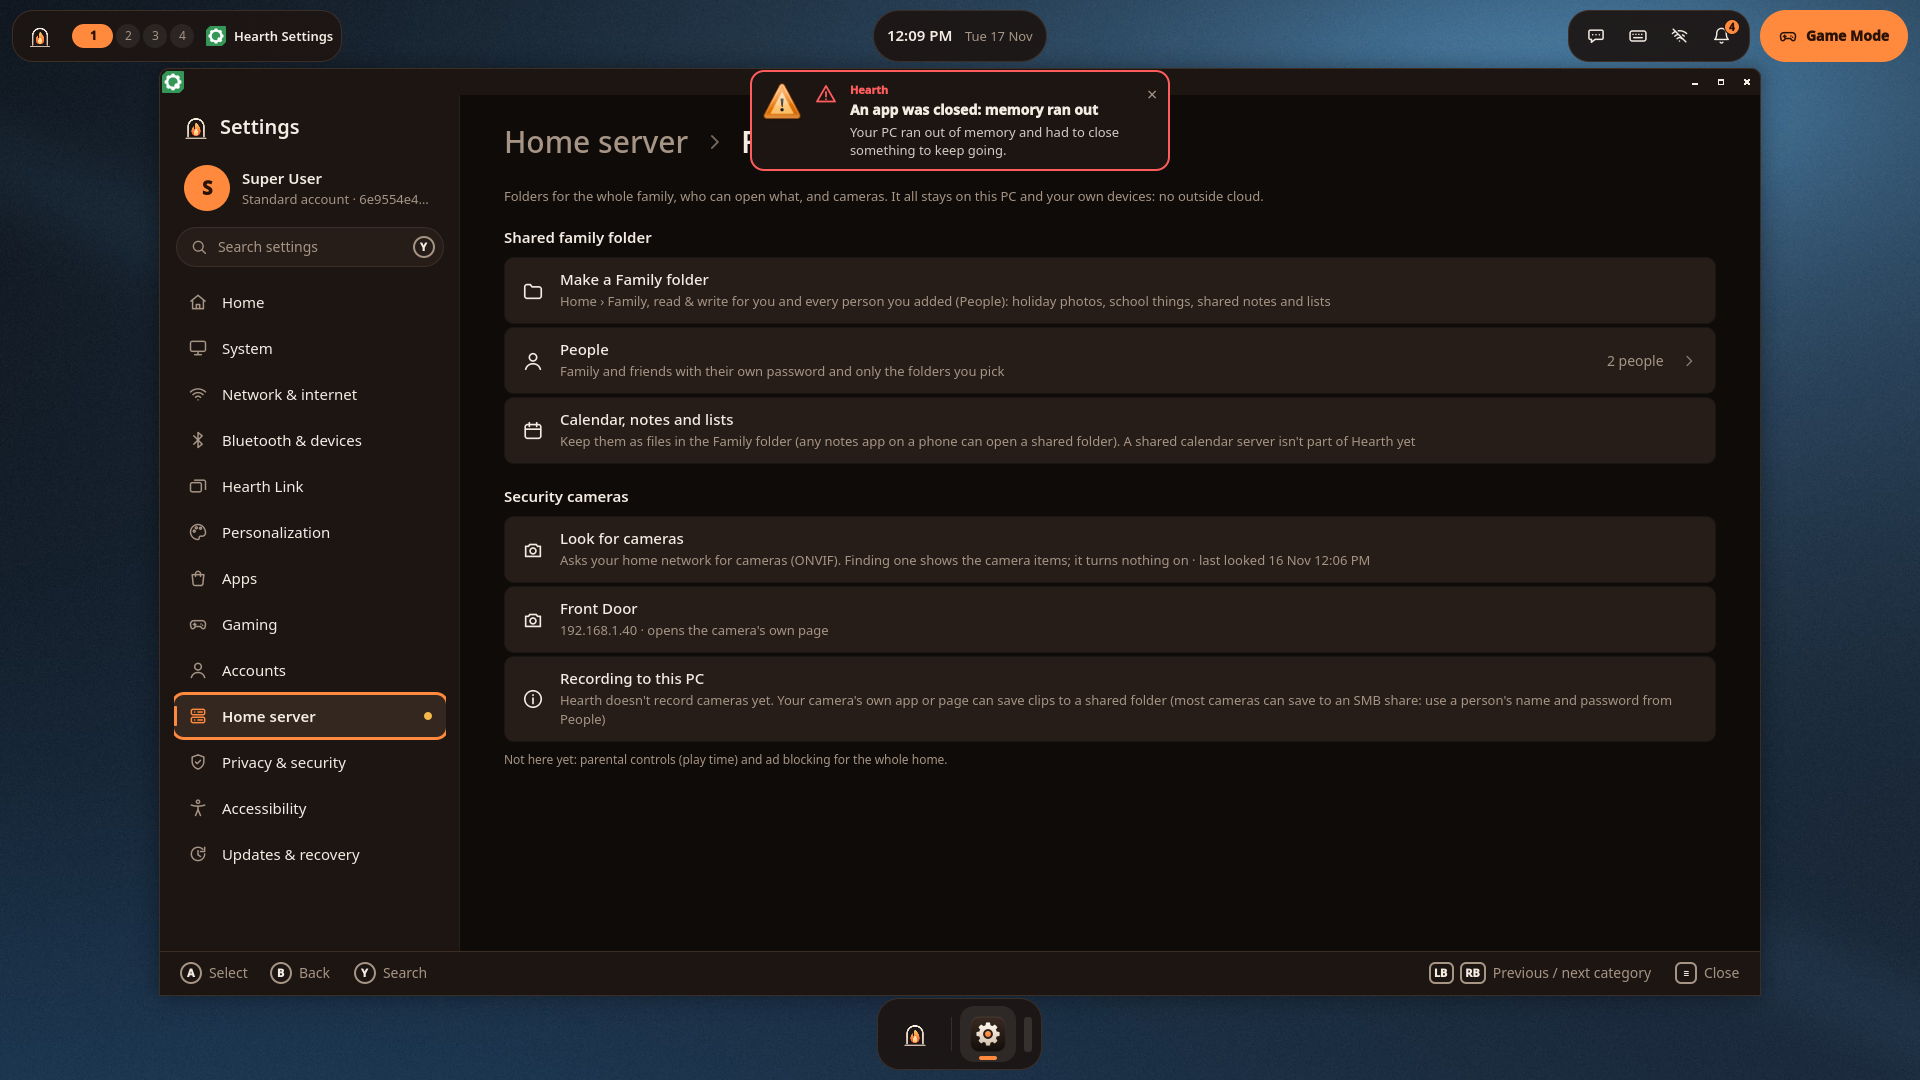 1 2 3 4 Hearth Settings
12:09 PM Tue 17 Nov
4
Game Mode
Hearth
An app was closed: memory ran out
Your PC ran out of memory and had to close
something to keep going.
Settings
Super User
Standard account · 6e9554e4...
Search settings Y
Home
System
Network & internet
Bluetooth & devices
Hearth Link
Personalization
Apps
Gaming
Accounts
Home server
Privacy & security
Accessibility
Updates & recovery
Home server
Folders for the whole family, who can open what, and cameras. It all stays on this PC and your own devices: no outside cloud.
Shared family folder
Make a Family folder
Home › Family, read & write for you and every person you added (People): holiday photos, school things, shared notes and lists
People
Family and friends with their own password and only the folders you pick
2 people
Calendar, notes and lists
Keep them as files in the Family folder (any notes app on a phone can open a shared folder). A shared calendar server isn't part of Hearth yet
Security cameras
Look for cameras
Asks your home network for cameras (ONVIF). Finding one shows the camera items; it turns nothing on · last looked 16 Nov 12:06 PM
Front Door
192.168.1.40 · opens the camera's own page
Recording to this PC
Hearth doesn't record cameras yet. Your camera's own app or page can save clips to a shared folder (most cameras can save to an SMB share: use a person's name and password from
People)
Not here yet: parental controls (play time) and ad blocking for the whole home.
A Select B Back Y Search
LB RB Previous / next category Close
S